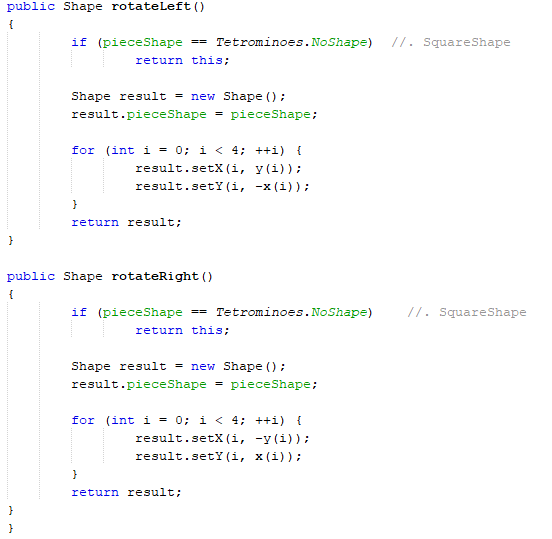 public Shape rotateLeft()
{
if (pieceShape == Tetrominoes.NoShape) //. SquareShape
return this;
Shape result = new Shape();
result.pieceShape = pieceShape;
for (int i = 0; i < 4; ++i) {
result.setX(i, y(i));
result.setY(i, -x(i));
}
return result;
}
public Shape rotateRight()
{
if (pieceShape == Tetrominoes.NoShape) //. SquareShape
return this;
Shape result = new Shape();
result.pieceShape = pieceShape;
for (int i = 0; i < 4; ++i) {
result.setX(i, -y(i));
result.setY(i, x(i));
}
return result;
}
}